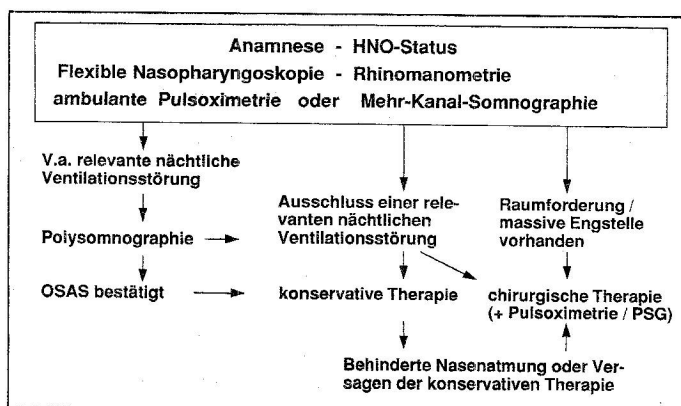 Anamnese - HNO-Status
Flexible Nasopharyngoskopie - Rhinomanometrie
ambulante Pulsoximetrie oder Mehr-Kanal-Somnographie
V.a. relevante nächtliche
Ventilationsstörung
Polysomnographie
OSAS bestätigt
Ausschluss einer rele-
vanten nächtlichen
Ventilationsstörung
konservative Therapie
Raumforderung /
massive Engstelle
vorhanden
chirurgische Therapie
(+ Pulsoximetrie / PSG)
Behinderte Nasenatmung oder Ver-
sagen der konservativen Therapie